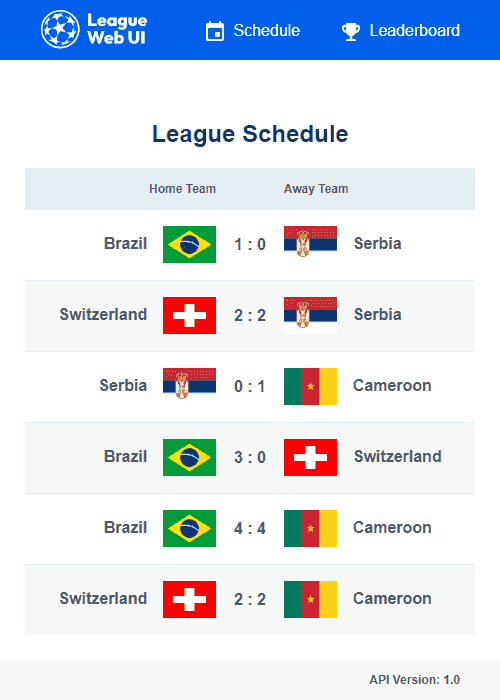 League
Web UI
Schedule
Leaderboard
League Schedule
Home Team Away Team
Brazil 1 : 0 Serbia
Switzerland 2 : 2 Serbia
Serbia 0 : 1 Cameroon
Brazil 3 : 0 Switzerland
Brazil 4 : 4 Cameroon
Switzerland 2 : 2 Cameroon
API Version: 1.0